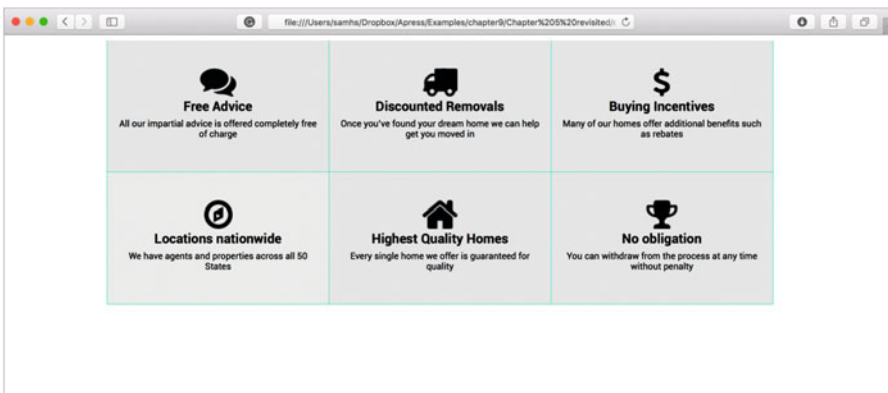 file:///Users/samhs/Dropbox/Apress/Examples/chapter9/Chapter%205%20revisited/
Free Advice
All our impartial advice is offered completely free
of charge
Discounted Removals
Once you've found your dream home we can help
get you moved in
Buying Incentives
Many of our homes offer additional benefits such
as rebates
Locations nationwide
We have agents and properties across all 50
States
Highest Quality Homes
Every single home we offer is guaranteed for
quality
No obligation
You can withdraw from the process at any time
without penalty